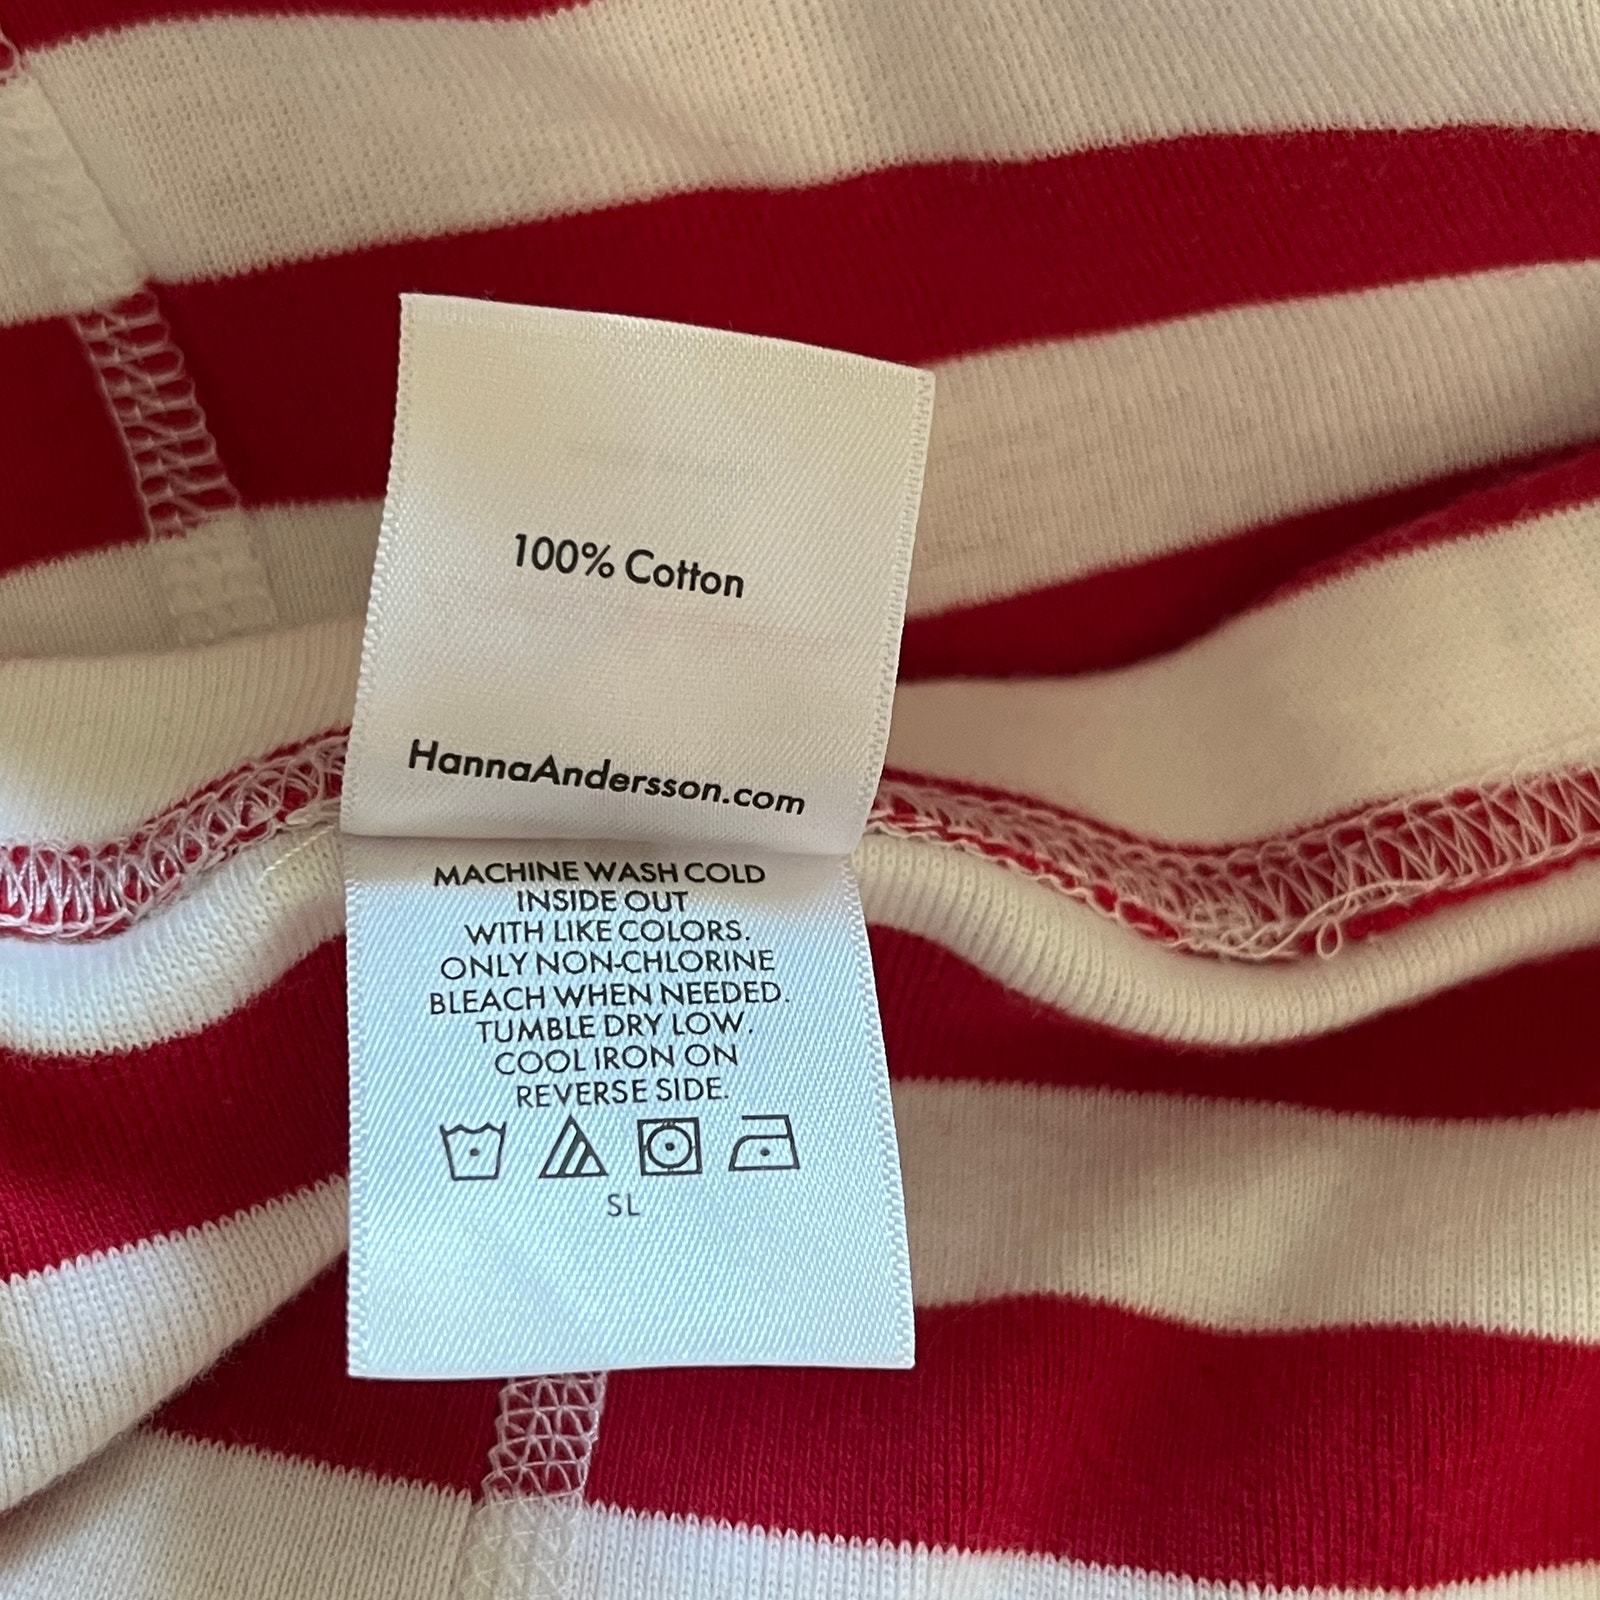 100% Cotton
HannaAndersson.com
MACHINE WASH COLD
INSIDE OUT
WITH LIKE COLORS.
ONLY NON-CHLORINE
BLEACH WHEN NEEDED.
TUMBLE DRY LOW.
COOL IRON ON
REVERSE SIDE.
SL